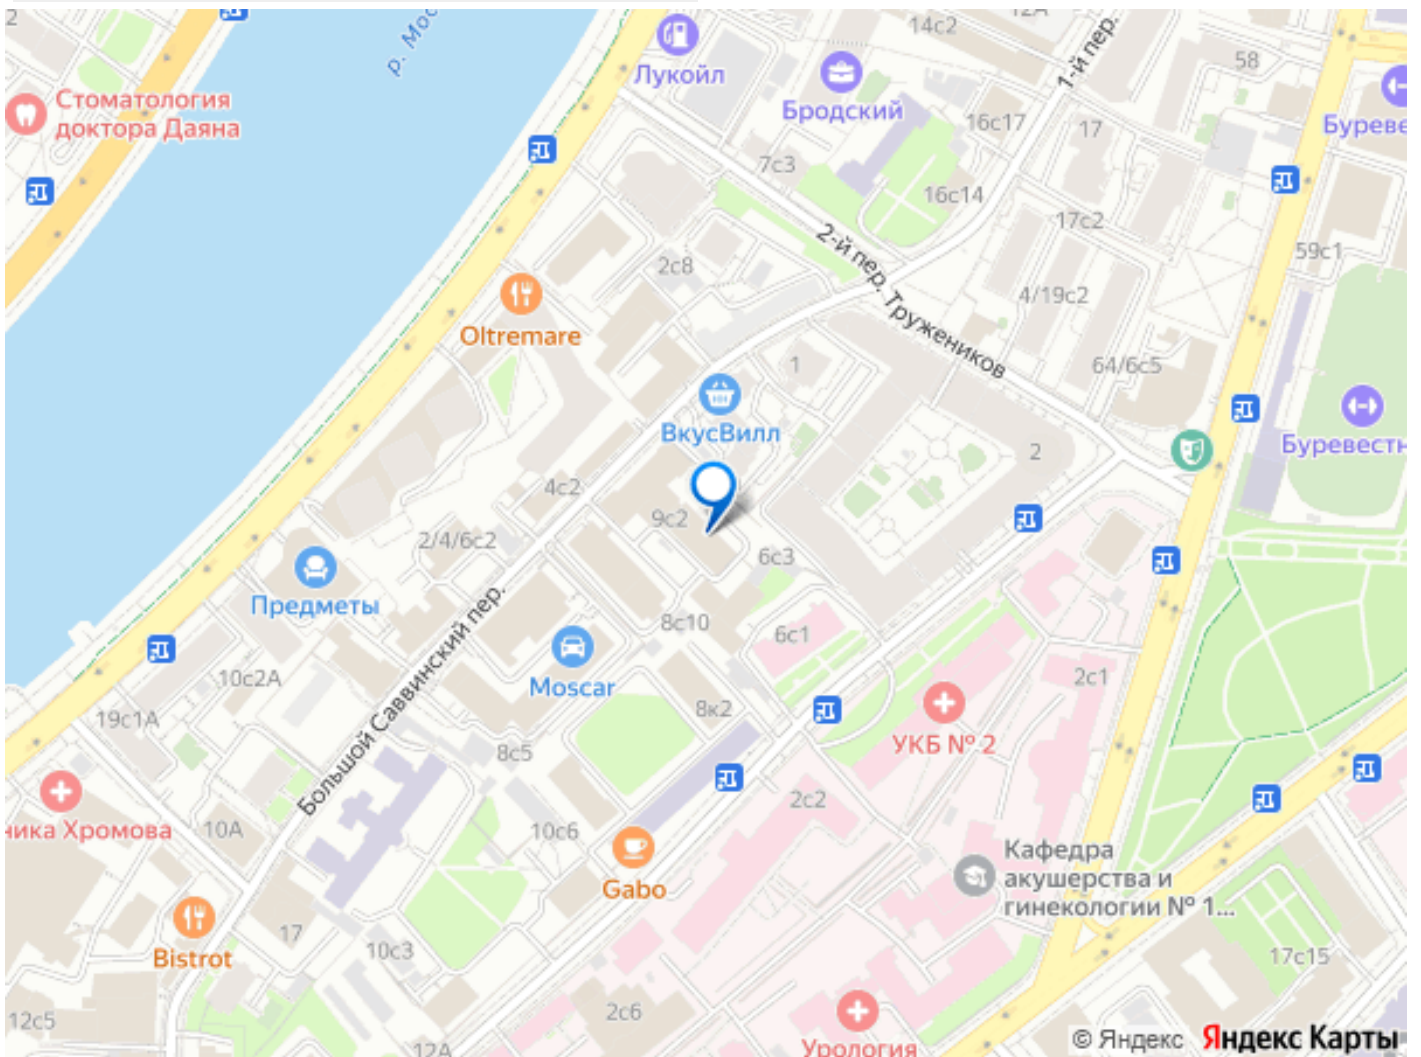 2
р. Мос
Лукойл
14с2
12А
1-й пер.
58
Бродский
Буреве
Стоматология
доктора Даяна
16с17
17
7с3
16с14
17с2
2-й пер. Тружеников
59с1
2с8
4/19с2
Oltremare
1
64/6с5
ВкусВилл
Буревестн
2
4с2
9с2
2/4/6с2
6с3
Предметы
8с10
6с1
Большой Саввинский пер.
Moscar
10с2А
2с1
19с1А
8к2
УКБ № 2
8с5
2с2
ника Хромова
10А
10с6
Кафедра
акушерства и
гинекологии № 1...
Gabo
17
10с3
Bistrot
17с15
12с5
2с6
12А
Урология
© Яндекс Яндекс Карты